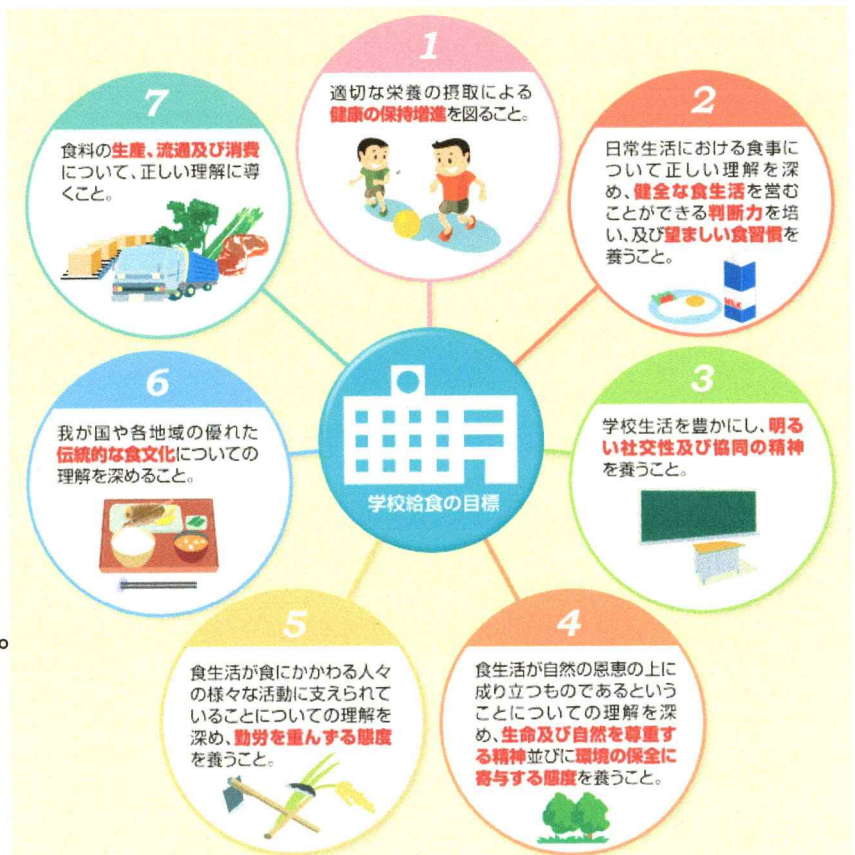 1
適切な栄養の摂取による
健康の保持増進を図ること。
2
日常生活における食事に
ついて正しい理解を深
め、健全な食生活を営む
ことができる判断力を培
い、及び望ましい食習慣を
養うこと。
MILK
3
学校生活を豊かにし、明る
い社交性及び協同の精神
を養うこと。
4
食生活が自然の恩恵の上に
成り立つものであるという
ことについての理解を深
め、生命及び自然を尊重す
る精神並びに環境の保全に
寄与する態度を養うこと。
5
食生活が食にかかわる人々
の様々な活動に支えられて
いることについての理解を
深め、勤労を重んずる態度
を養うこと。
6
我が国や各地域の優れた
伝統的な食文化についての
理解を深めること。
7
食料の生産、流通及び消費
について、正しい理解に導
くこと。
学校給食の目標
。